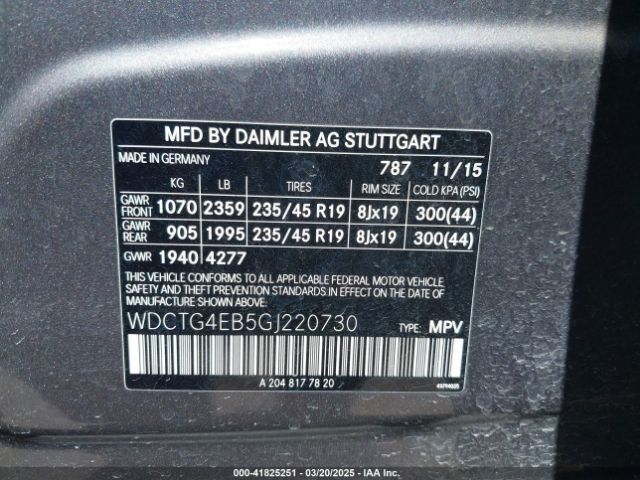 MFD BY DAIMLER AG STUTTGART
MADE IN GERMANY 787 11/15
KG LB TIRES RIM SIZE COLD KPA (PSI)
GAWR FRONT 1070 2359 235/45 R19 8Jx19 300(44)
GAWR REAR 905 1995 235/45 R19 8Jx19 300(44)
GVWR 1940 4277
THIS VEHICLE CONFORMS TO ALL APPLICABLE FEDERAL MOTOR VEHICLE
SAFETY AND THEFT PREVENTION STANDARDS IN EFFECT ON THE DATE
OF MANUFACTURE SHOWN ABOVE.
WDCTG4EB5GJ220730 TYPE: MPV
A 204 817 78 20
000-41825251 - 03/20/2025 - IAA Inc.